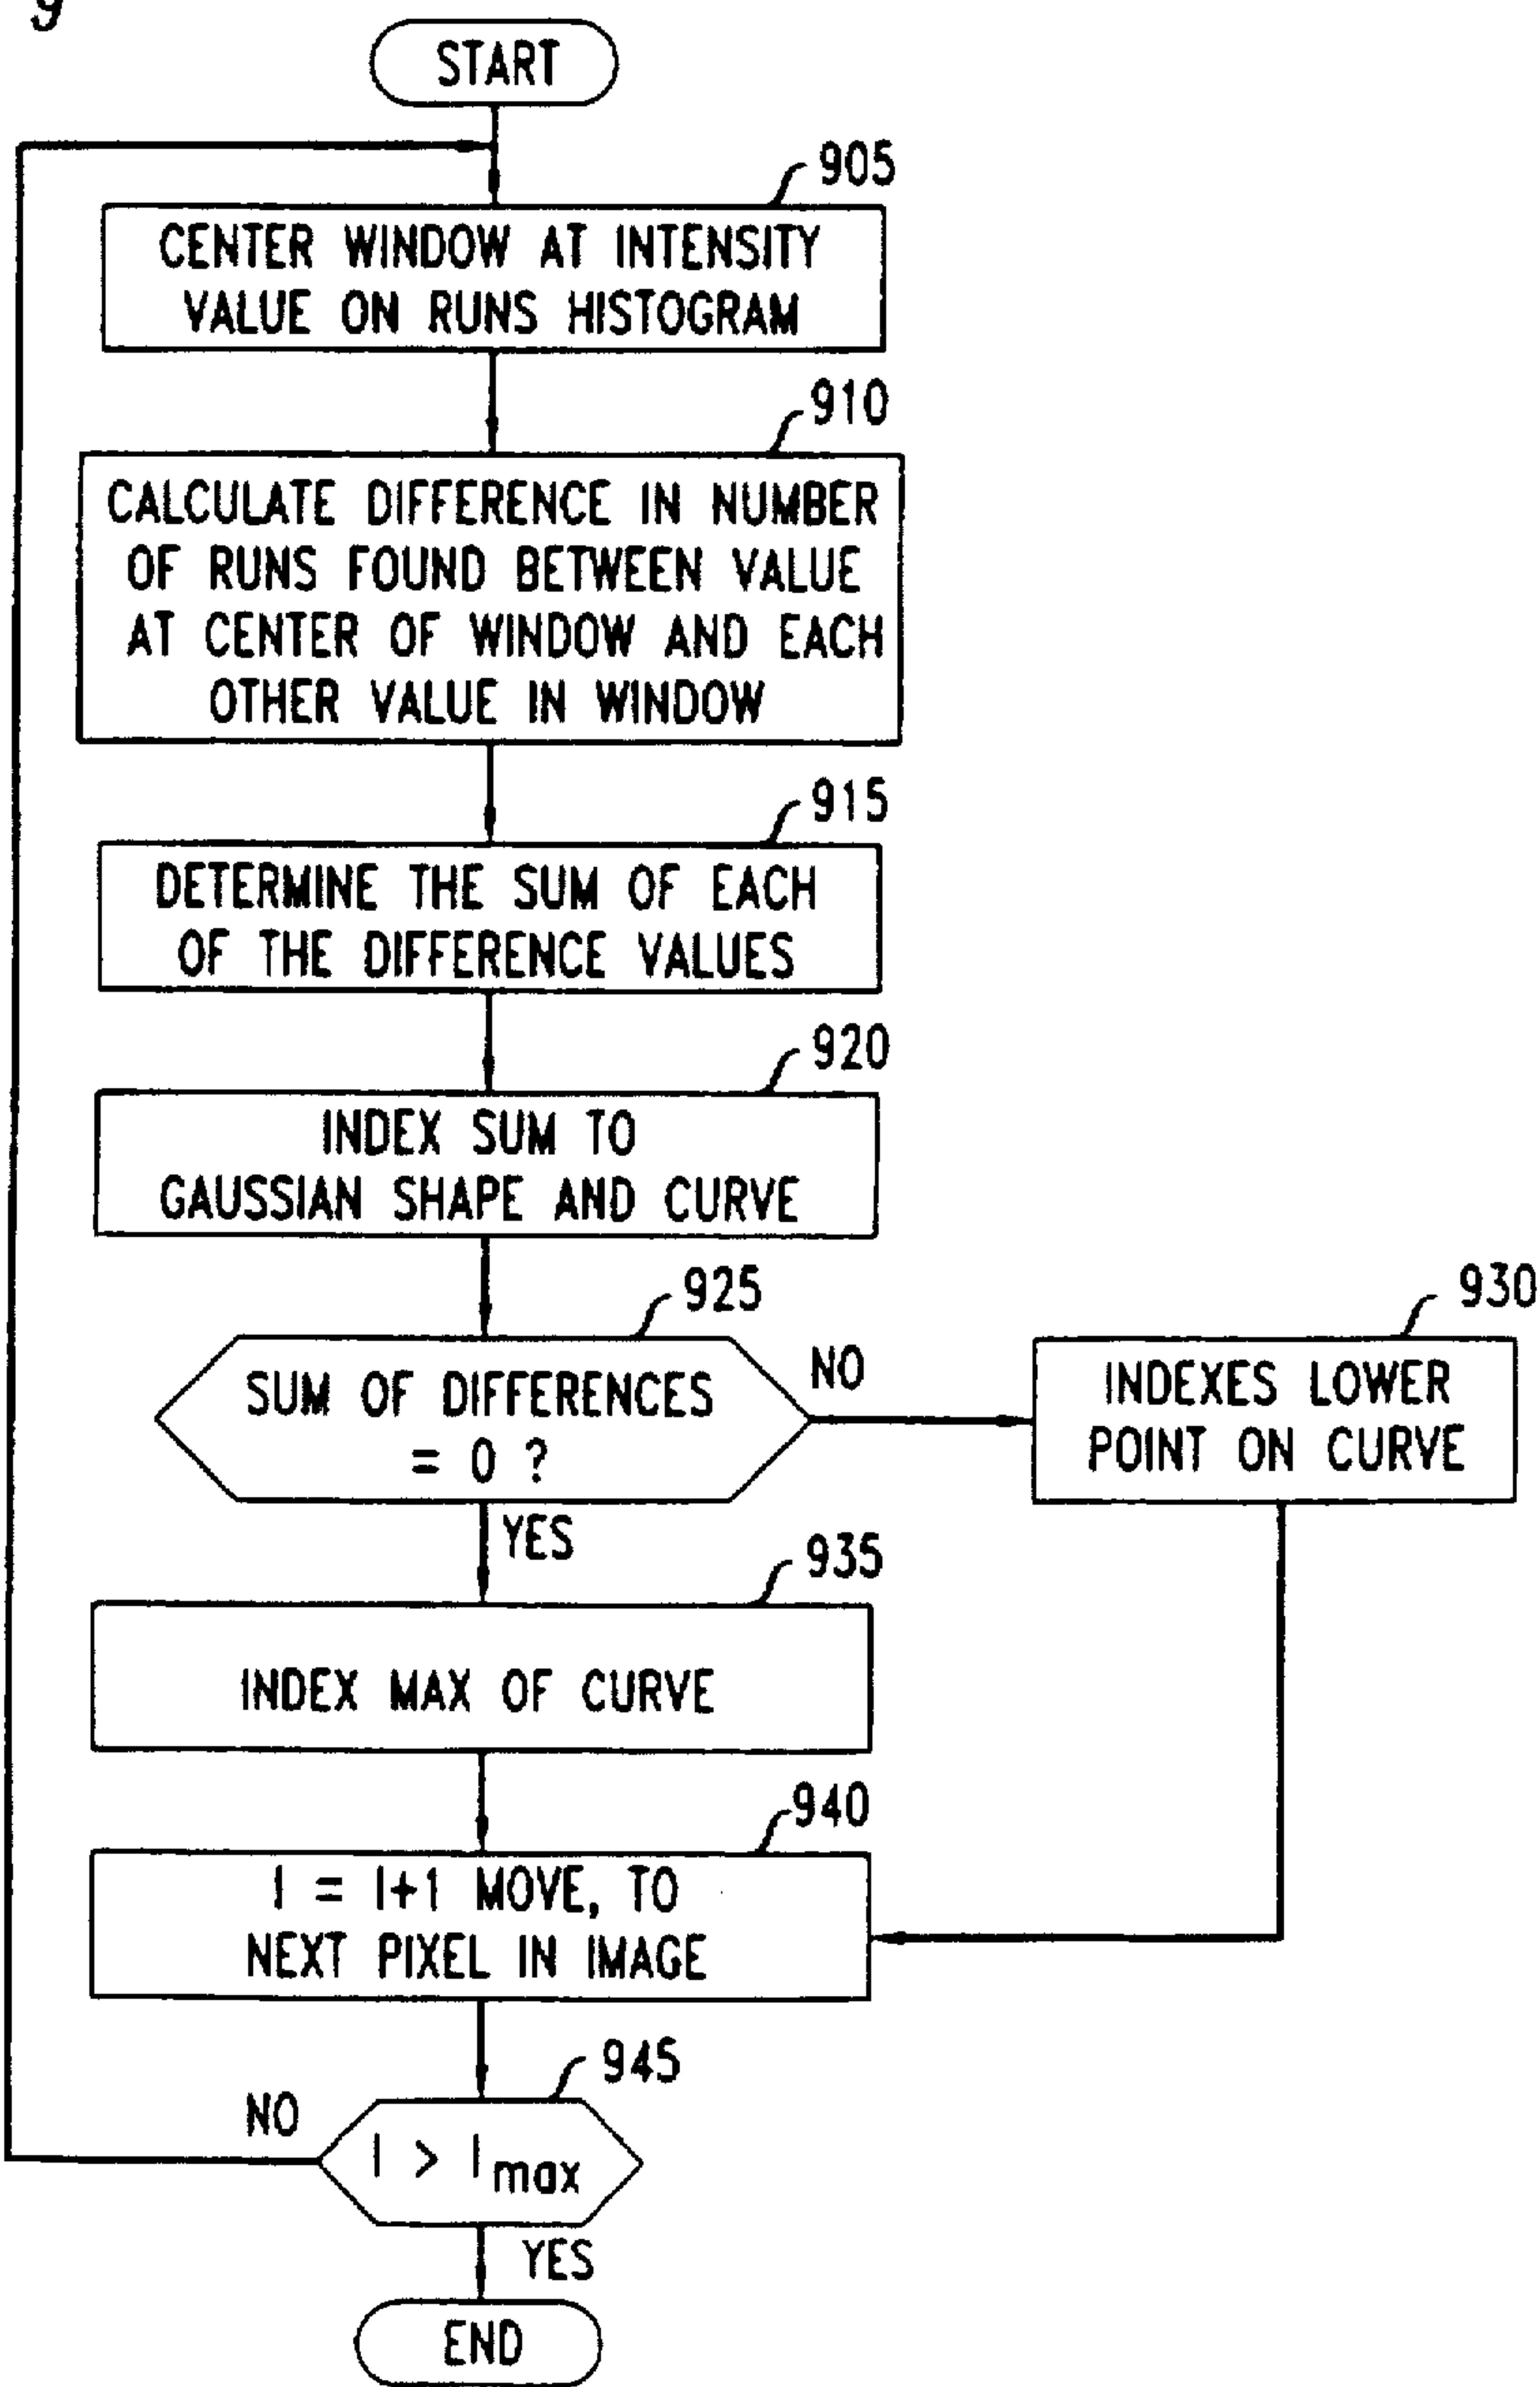 START
905
CENTER WINDOW AT INTENSITY
VALUE ON RUNS HISTOGRAM
910
CALCULATE DIFFERENCE IN NUMBER
OF RUNS FOUND BETWEEN VALUE
AT CENTER OF WINDOW AND EACH
OTHER VALUE IN WINDOW
915
DETERMINE THE SUM OF EACH
OF THE DIFFERENCE VALUES
920
INDEX SUM TO
GAUSSIAN SHAPE AND CURVE
925
SUM OF DIFFERENCES
= 0 ?
NO
930
INDEXES LOWER
POINT ON CURVE
YES
935
INDEX MAX OF CURVE
940
I = I+1 MOVE, TO
NEXT PIXEL IN IMAGE
945
NO
I > Imax
YES
END